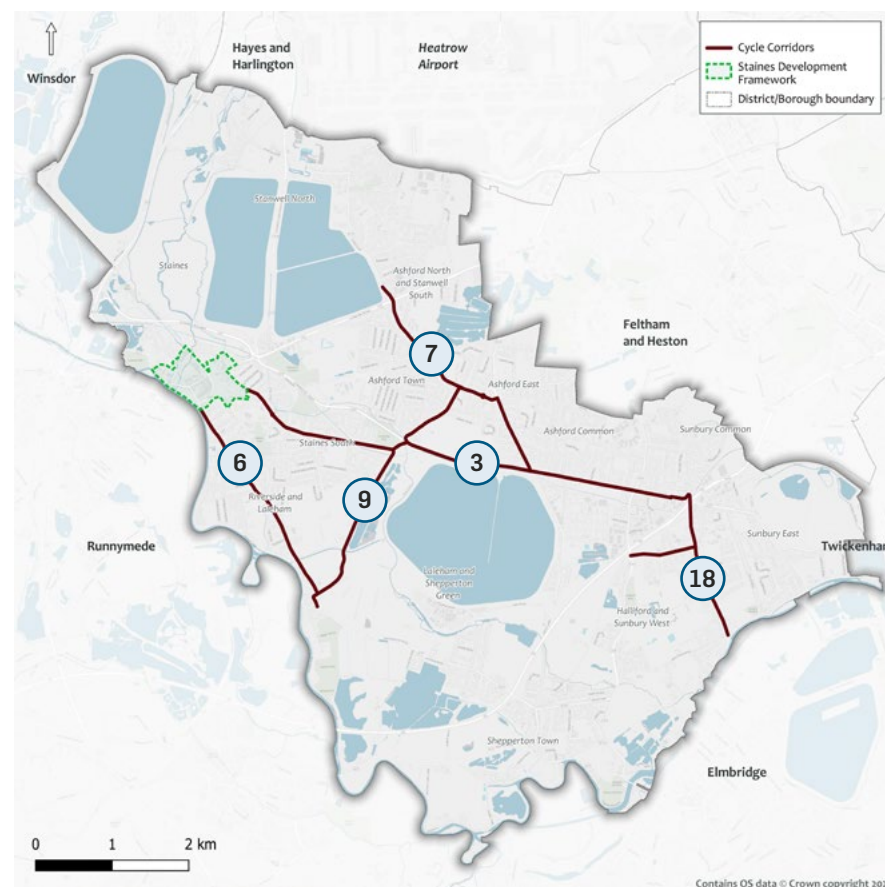 Hayes and
Harlington
Heatrow
Airport
Winsdor
Cycle Corridors
Staines Development
Framework
District/Borough boundary
Stanwell North
Staines
Ashford North
and Stanwell
South
Feltham
and Heston
7
Ashford Town
Ashford East
Ashford Common
Sunbury Common
Staines South
6
3
9
Riverside and
Laleham
Sunbury East
Runnymede
Twickenham
Laleham and
Shepperton
Green
18
Halliford and
Sunbury West
Shepperton Town
Elmbridge
0 1 2 km
Contains OS data © Crown copyright 202